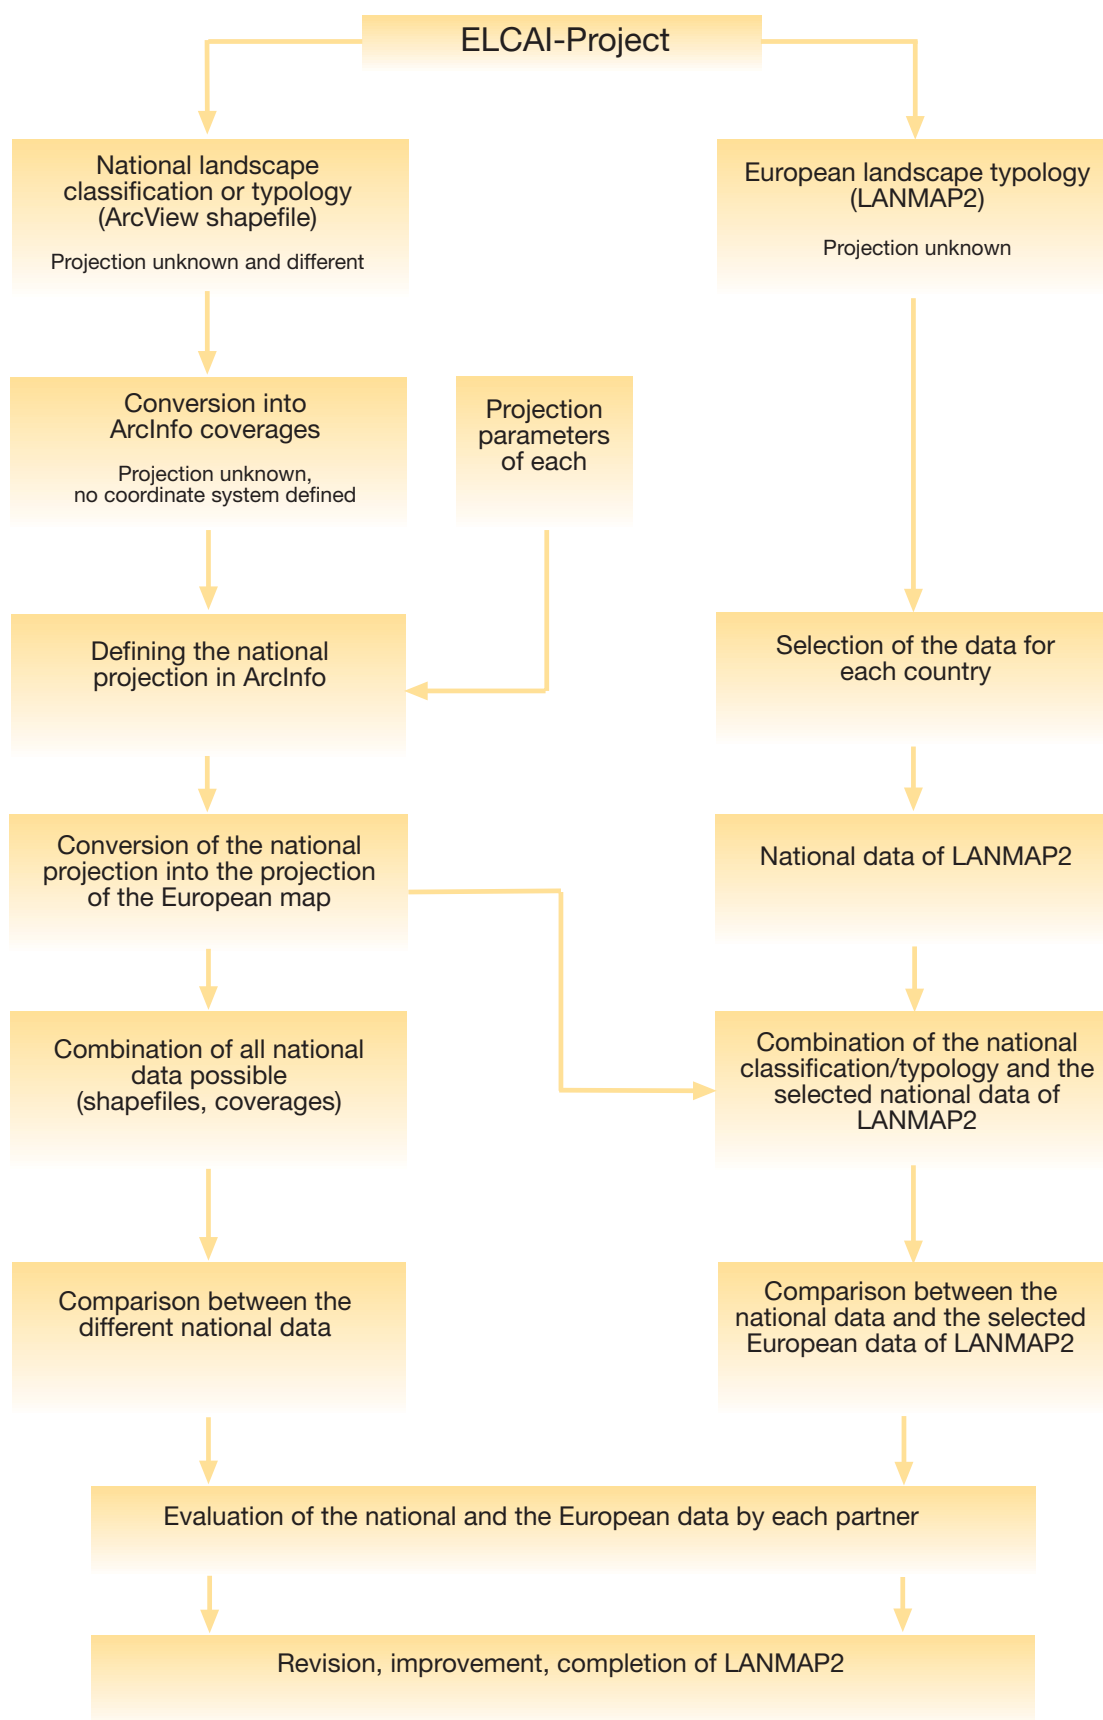 ELCAI-Project
National landscape
classification or typology
(ArcView shapefile)
Projection unknown and different
European landscape typology
(LANMAP2)
Projection unknown
Conversion into
ArcInfo coverages
Projection unknown,
no coordinate system defined
Projection
parameters
of each
Defining the national
projection in ArcInfo
Selection of the data for
each country
Conversion of the national
projection into the projection
of the European map
National data of LANMAP2
Combination of all national
data possible
(shapefiles, coverages)
Combination of the national
classification/typology and the
selected national data of
LANMAP2
Comparison between the
different national data
Comparison between the
national data and the selected
European data of LANMAP2
Evaluation of the national and the European data by each partner
Revision, improvement, completion of LANMAP2